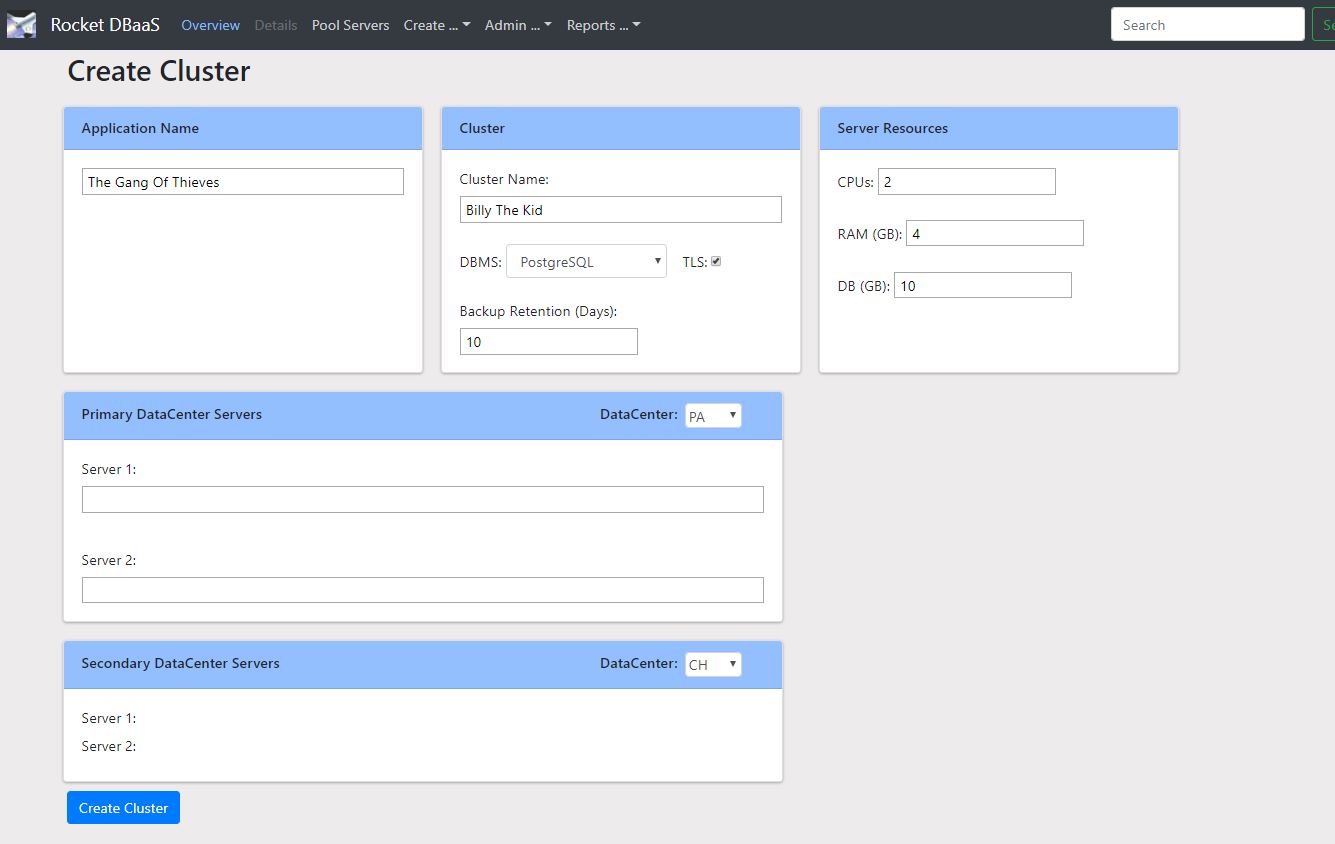 Rocket DBaaS Overview Details Pool Servers Create ... Admin ... Reports ... Search Se
Create Cluster
Application Name
The Gang Of Thieves
Cluster
Cluster Name:
Billy The Kid
DBMS: PostgreSQL TLS:
Backup Retention (Days):
10
Server Resources
CPUs: 2
RAM (GB): 4
DB (GB): 10
Primary DataCenter Servers DataCenter: PA
Server 1:
Server 2:
Secondary DataCenter Servers DataCenter: CH
Server 1:
Server 2:
Create Cluster